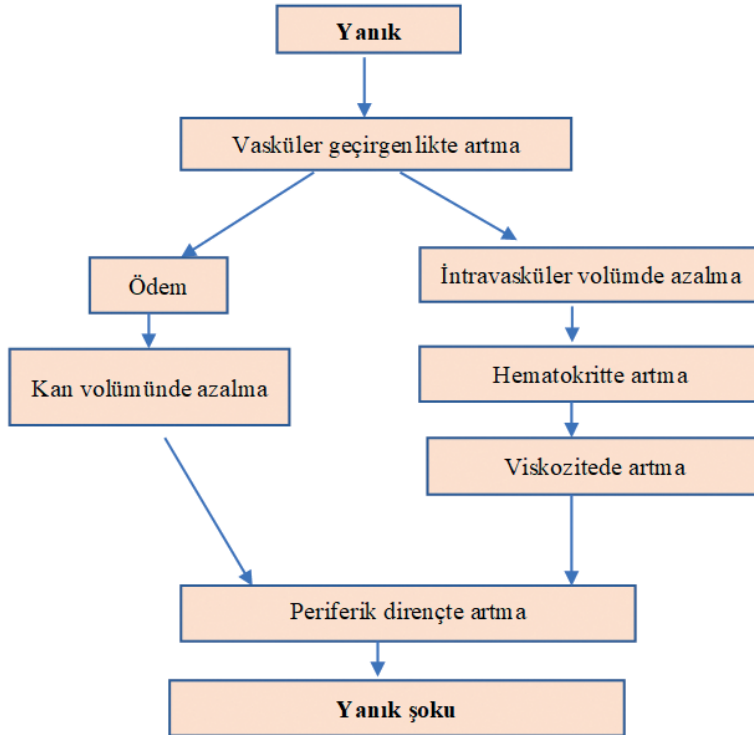 Yanık
Vasküler geçirgenlikte artma
Ödem
İntravasküler volümde azalma
Kan volümünde azalma
Hematokritte artma
Viskozitede artma
Periferik dirençte artma
Yanık şoku